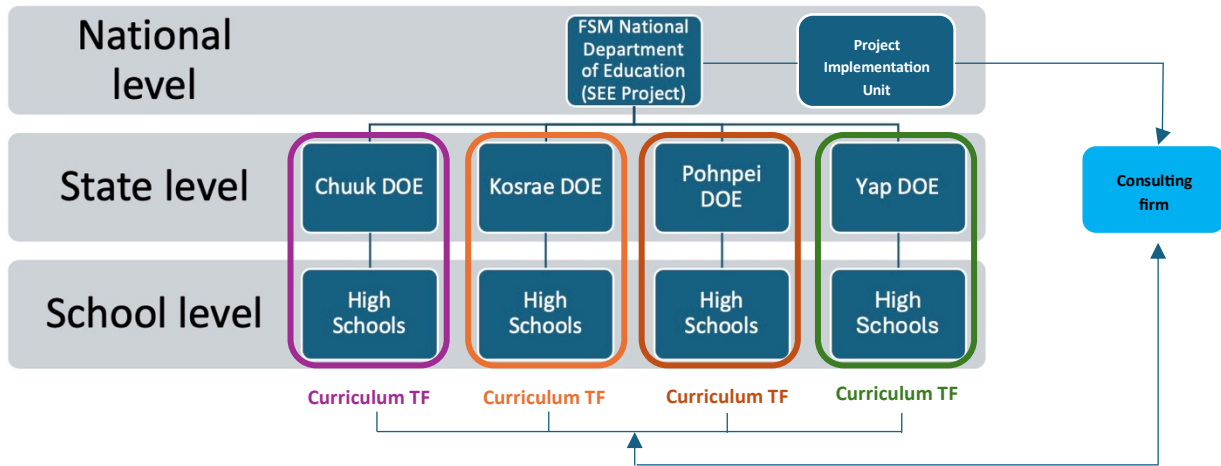 National
level
FSM National
Department
of Education
(SEE Project)
Project
Implementation
Unit
State level
Chuuk DOE
Kosrae DOE
Pohnpei
DOE
Yap DOE
Consulting
firm
School level
High
Schools
High
Schools
High
Schools
High
Schools
Curriculum TF
Curriculum TF
Curriculum TF
Curriculum TF